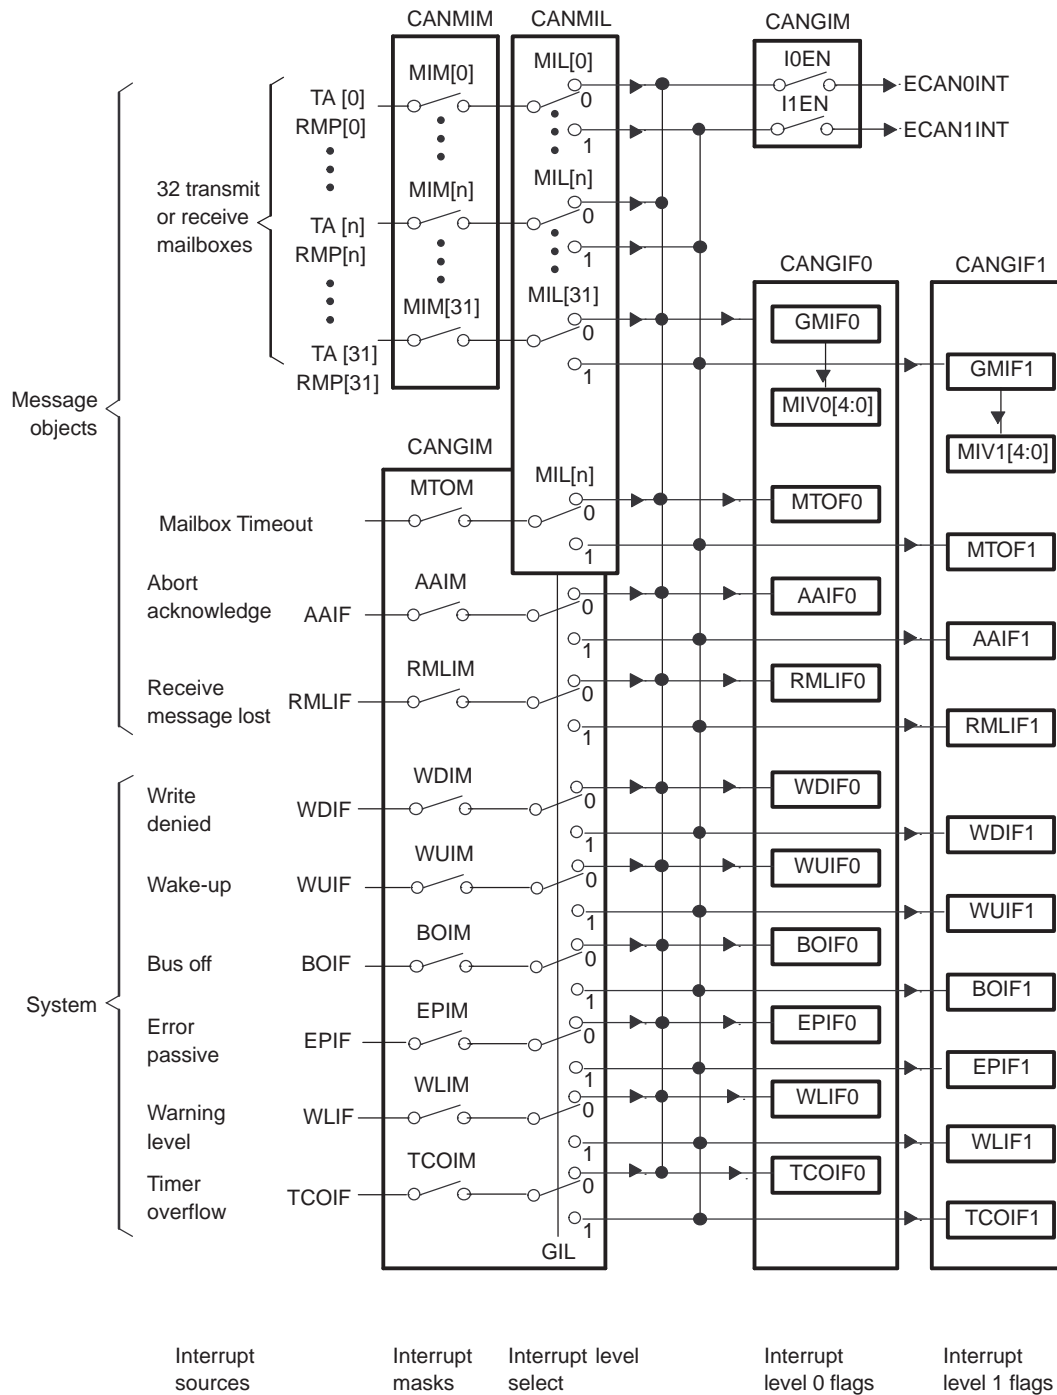 CANMIM
CANMIL
CANGIM
MIM[0]
MIL[0]
I0EN
ECAN0INT
TA [0]
0
RMP[0]
I1EN
ECAN1INT
1
32 transmit
or receive
mailboxes
MIM[n]
MIL[n]
TA [n]
0
RMP[n]
1
CANGIF0
CANGIF1
MIM[31]
MIL[31]
0
GMIF0
TA [31]
RMP[31]
1
GMIF1
Message
objects
MIV0[4:0]
MIV1[4:0]
CANGIM
MTOM
MIL[n]
Mailbox Timeout
0
MTOF0
1
MTOF1
Abort
acknowledge
AAIF
AAIM
0
AAIF0
1
AAIF1
Receive
message lost
RMLIF
RMLIM
0
RMLIF0
1
RMLIF1
System
Write
denied
WDIF
WDIM
0
WDIF0
1
WDIF1
Wake-up
WUIF
WUIM
0
WUIF0
1
WUIF1
Bus off
BOIF
BOIM
0
BOIF0
1
BOIF1
Error
passive
EPIF
EPIM
0
EPIF0
1
EPIF1
Warning
level
WLIF
WLIM
0
WLIF0
1
WLIF1
Timer
overflow
TCOIF
TCOIM
0
TCOIF0
1
TCOIF1
GIL
Interrupt
sources
Interrupt
masks
Interrupt level
select
Interrupt
level 0 flags
Interrupt
level 1 flags